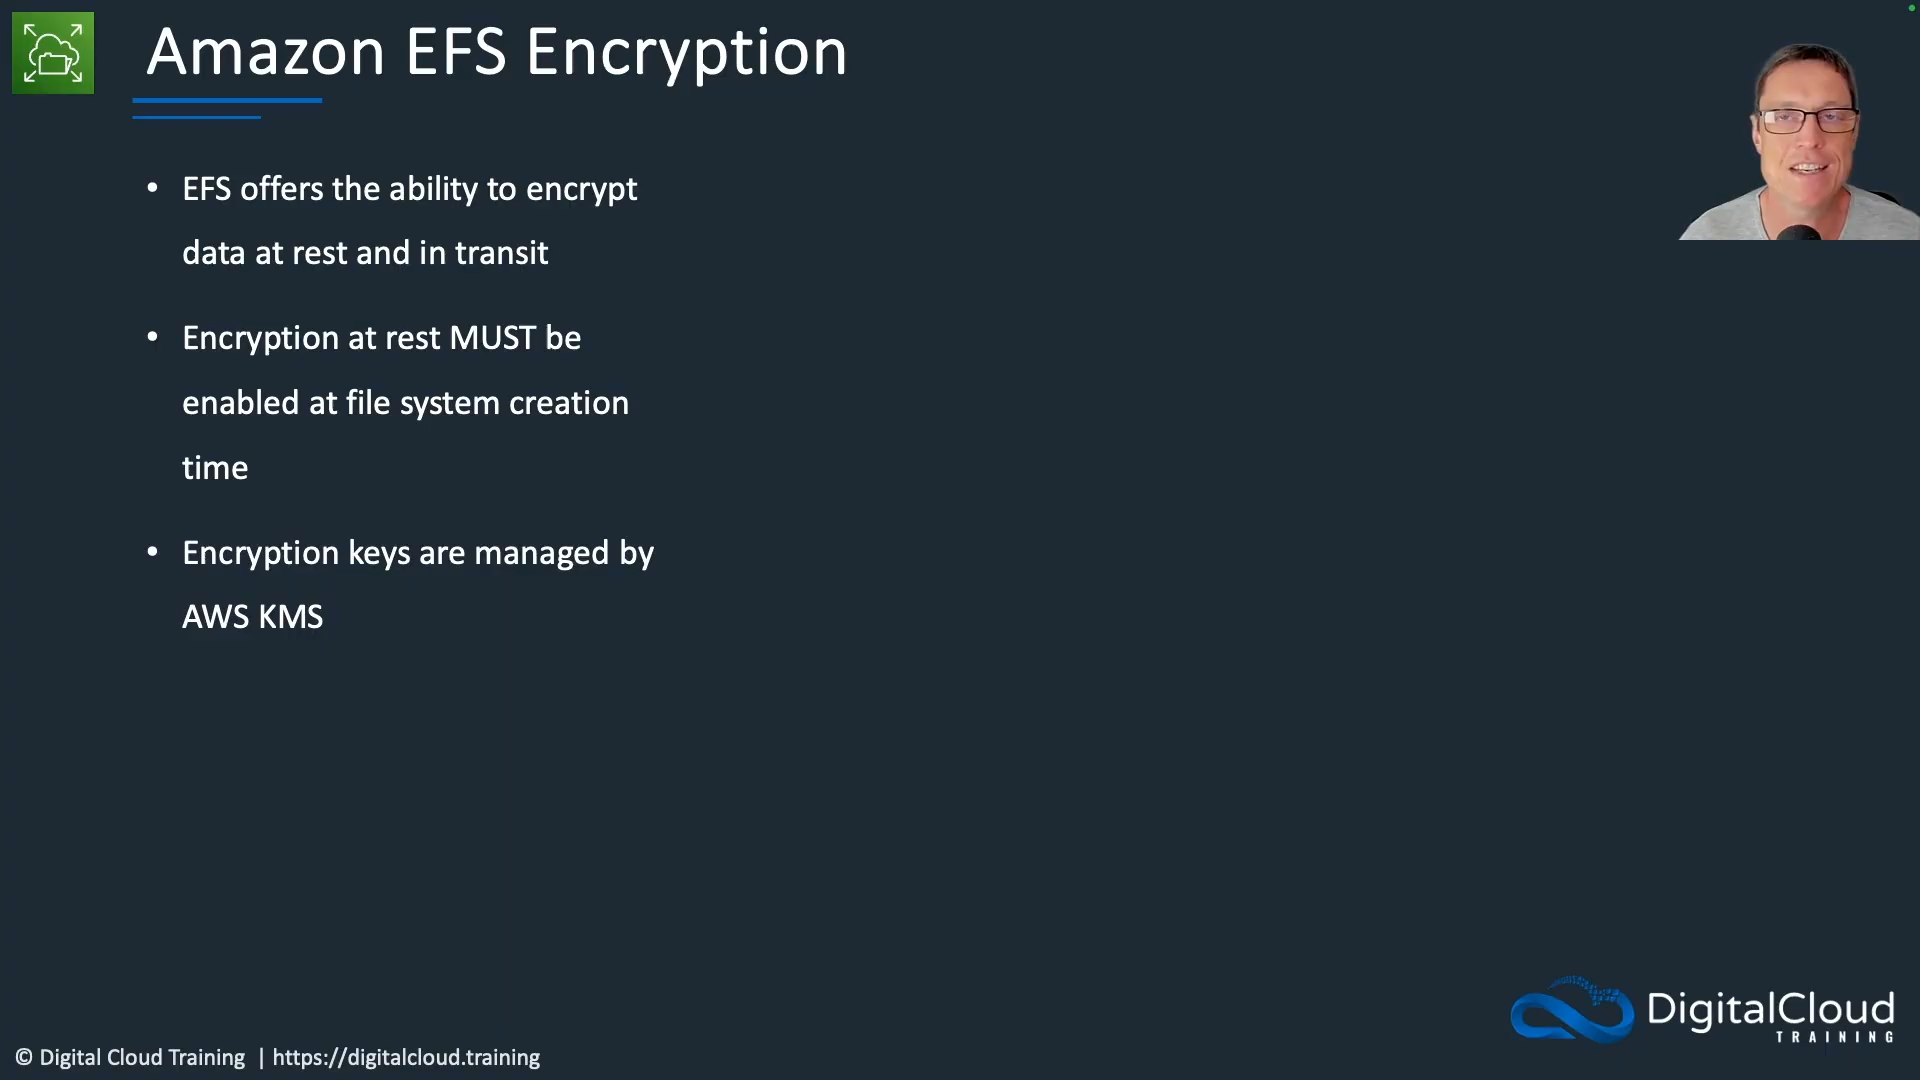 Amazon EFS Encryption
• EFS offers the ability to encrypt
data at rest and in transit
• Encryption at rest MUST be
enabled at file system creation
time
• Encryption keys are managed by
AWS KMS
DigitalCloud
TRAINING
© Digital Cloud Training | https://digitalcloud.training